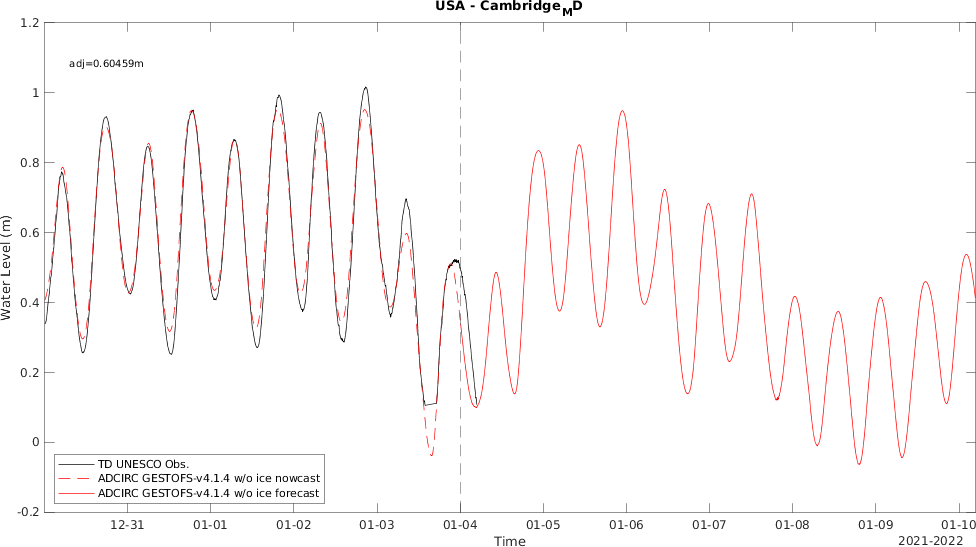 USA - Cambridge_MD
1.2
adj=0.60459m
1
0.8
0.6
0.4
0.2
0
-0.2
Water Level (m)
TD UNESCO Obs.
ADCIRC GESTOFS-v4.1.4 w/o ice nowcast
ADCIRC GESTOFS-v4.1.4 w/o ice forecast
12-31 01-01 01-02 01-03 01-04 01-05 01-06 01-07 01-08 01-09 01-10
Time
2021-2022